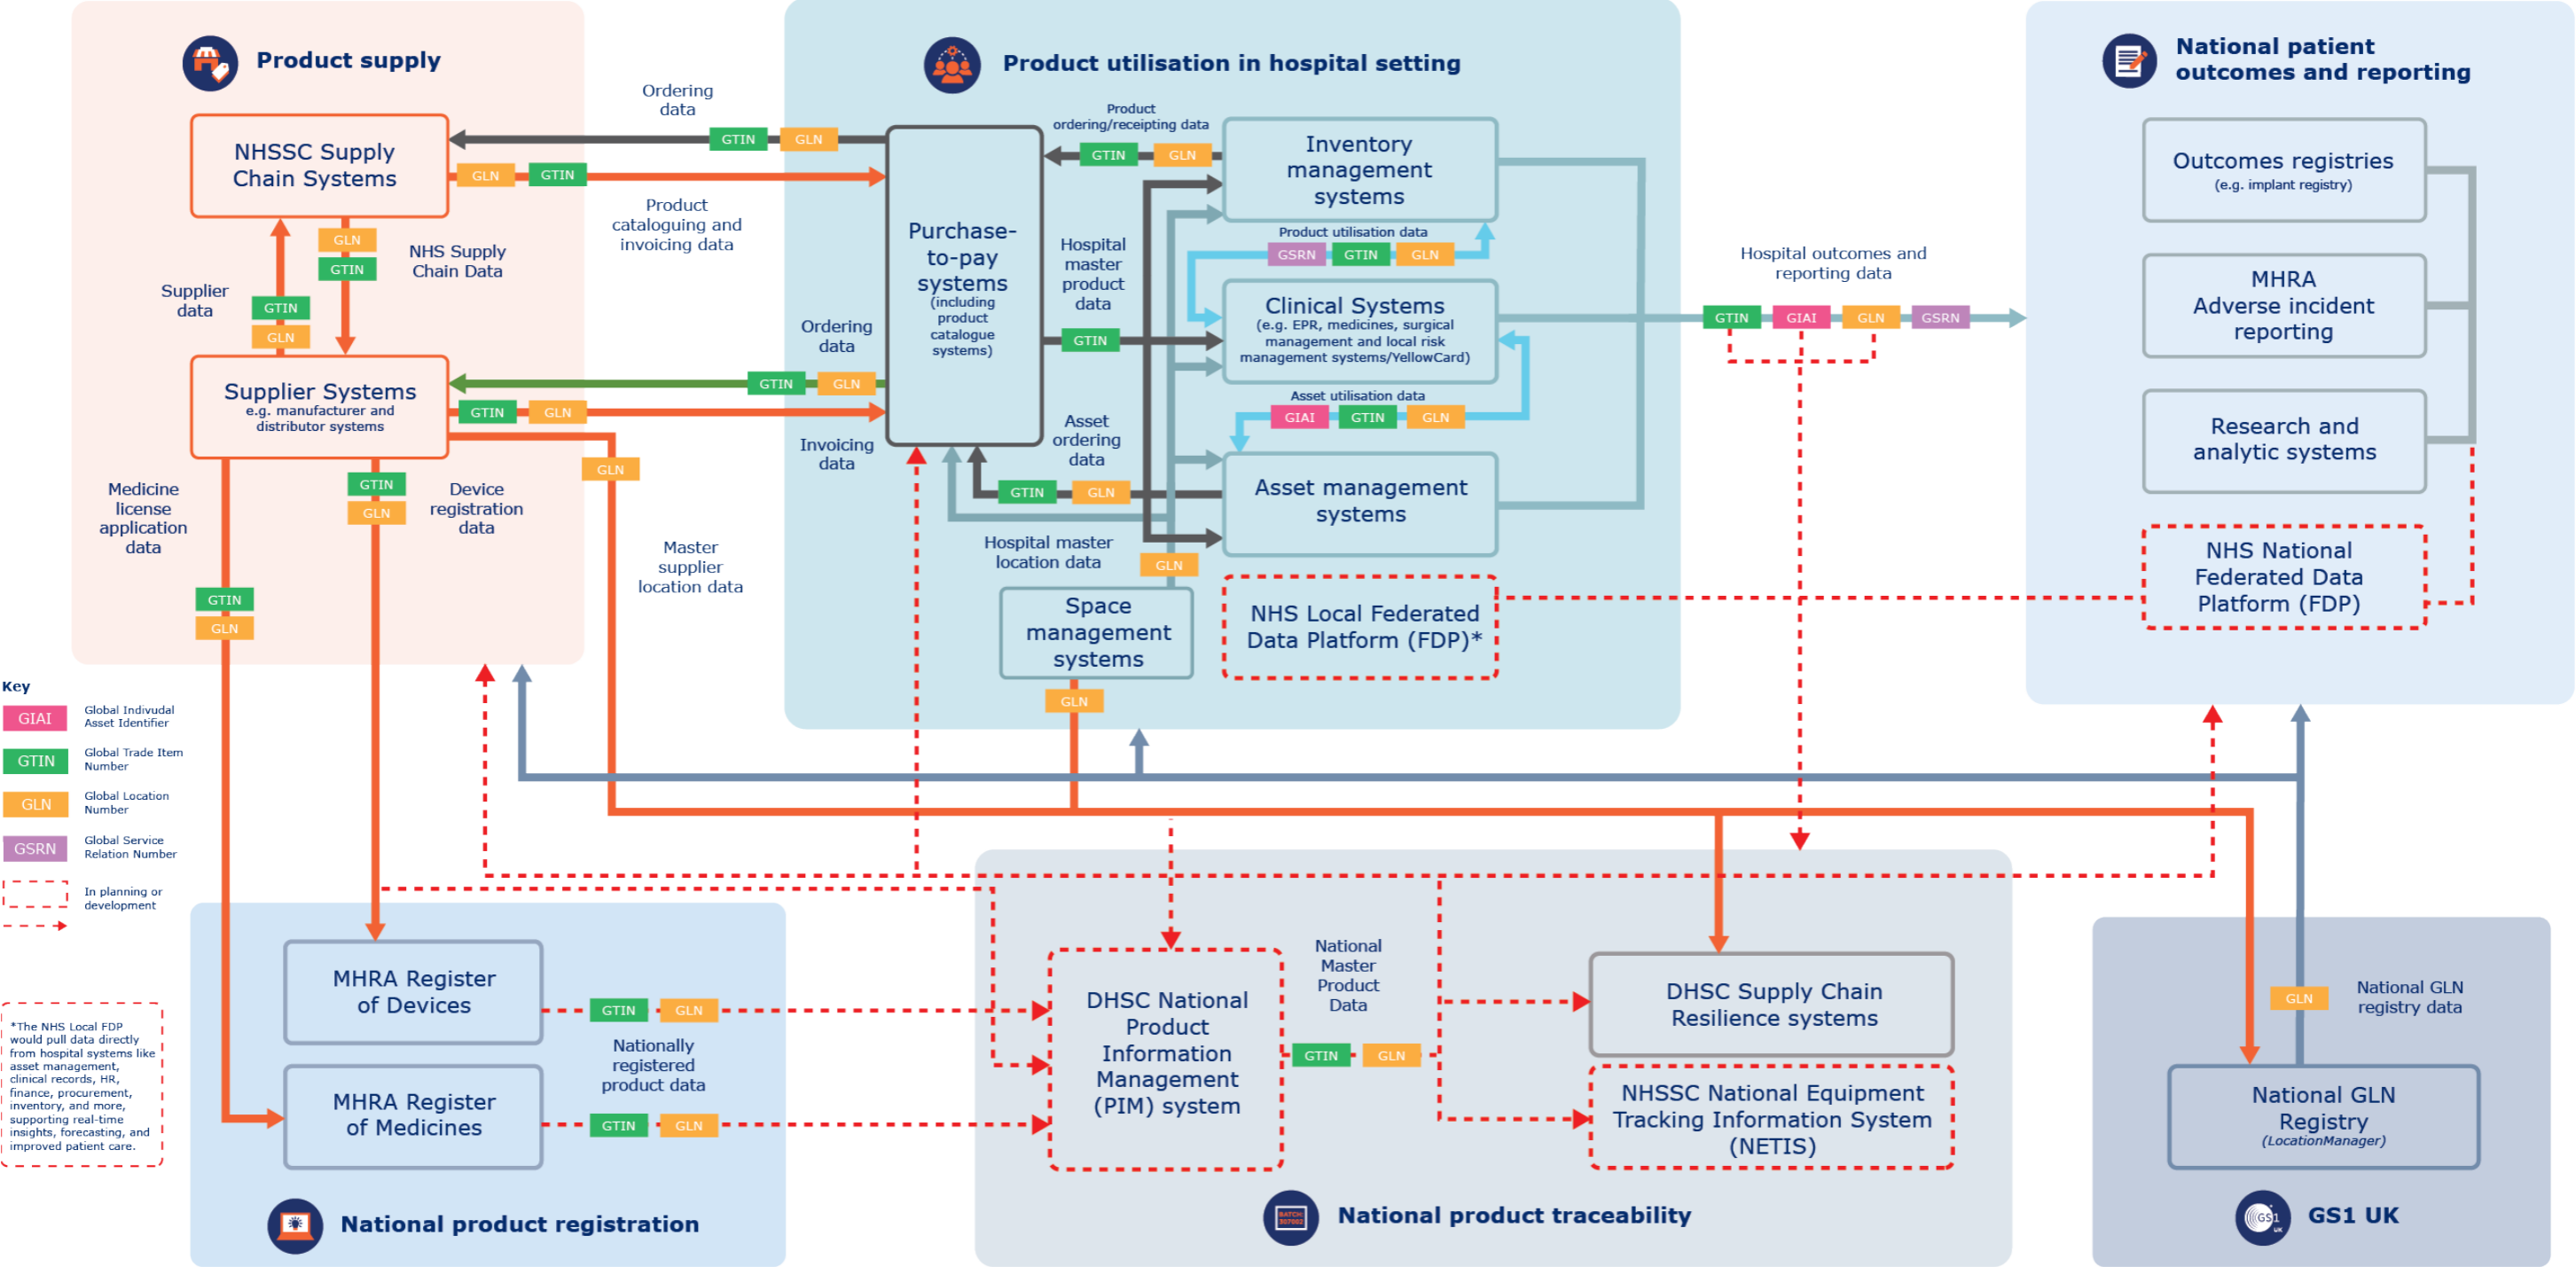 Product supply
NHSSC Supply
Chain Systems
GLN
GTIN
NHS Supply
Chain Data
Supplier
data
GTIN
GLN
Supplier Systems
e.g. manufacturer and
distributor systems
Medicine
license
application
data
GTIN
GLN
GTIN
GLN
Device
registration
data
Ordering
data
GTIN
GLN
GLN
GTIN
Product
cataloguing and
invoicing data
Ordering
data
GTIN
GLN
GTIN
GLN
Invoicing
data
GLN
Master
supplier
location data
Product utilisation in hospital setting
Purchase-
to-pay
systems
(including
product
catalogue
systems)
Product
ordering/receipting data
GTIN
GLN
Inventory
management
systems
Product utilisation data
GSRN
GTIN
GLN
Hospital
master
product
data
GTIN
Clinical Systems
(e.g. EPR, medicines, surgical
management and local risk
management systems/YellowCard)
Asset utilisation data
GIAI
GTIN
GLN
Asset
ordering
data
GTIN
GLN
Asset management
systems
Hospital master
location data
GLN
Space
management
systems
GLN
NHS Local Federated
Data Platform (FDP)*
Hospital outcomes and
reporting data
GTIN
GIAI
GLN
GSRN
National patient
outcomes and reporting
Outcomes registries
(e.g. implant registry)
MHRA
Adverse incident
reporting
Research and
analytic systems
NHS National
Federated Data
Platform (FDP)
Key
GIAI
Global Indivudal
Asset Identifier
GTIN
Global Trade Item
Number
GLN
Global Location
Number
GSRN
Global Service
Relation Number
In planning or
development
*The NHS Local FDP
would pull data directly
from hospital systems like
asset management,
clinical records, HR,
finance, procurement,
inventory, and more,
supporting real-time
insights, forecasting, and
improved patient care.
MHRA Register
of Devices
GTIN
GLN
Nationally
registered
product data
MHRA Register
of Medicines
GTIN
GLN
National product registration
DHSC National
Product
Information
Management
(PIM) system
National
Master
Product
Data
GTIN
GLN
DHSC Supply Chain
Resilience systems
NHSSC National Equipment
Tracking Information System
(NETIS)
BATCH:
307002
National product traceability
GLN
National GLN
registry data
National GLN
Registry
(LocationManager)
GS1
UK
GS1 UK